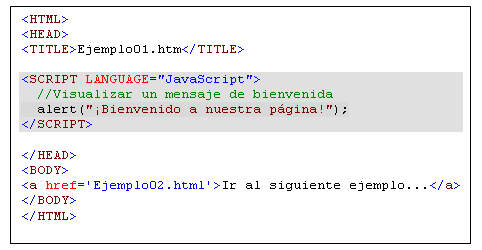 <HTML>
<HEAD>
<TITLE>Ejemplo01.htm</TITLE>
<SCRIPT LANGUAGE="JavaScript">
//Visualizar un mensaje de bienvenida
alert("¡Bienvenido a nuestra página!");
</SCRIPT>
</HEAD>
<BODY>
<a href='Ejemplo02.html'>Ir al siguiente ejemplo...</a>
</BODY>
</HTML>